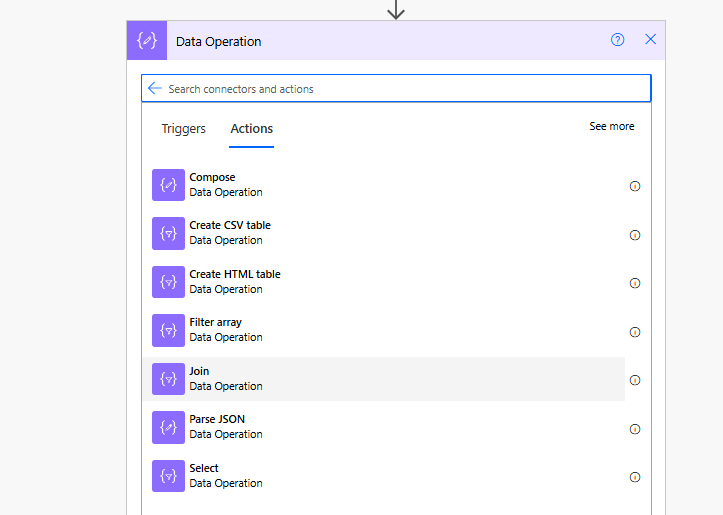 Data Operation
Search connectors and actions
Triggers Actions See more
Compose
Data Operation
Create CSV table
Data Operation
Create HTML table
Data Operation
Filter array
Data Operation
Join
Data Operation
Parse JSON
Data Operation
Select
Data Operation